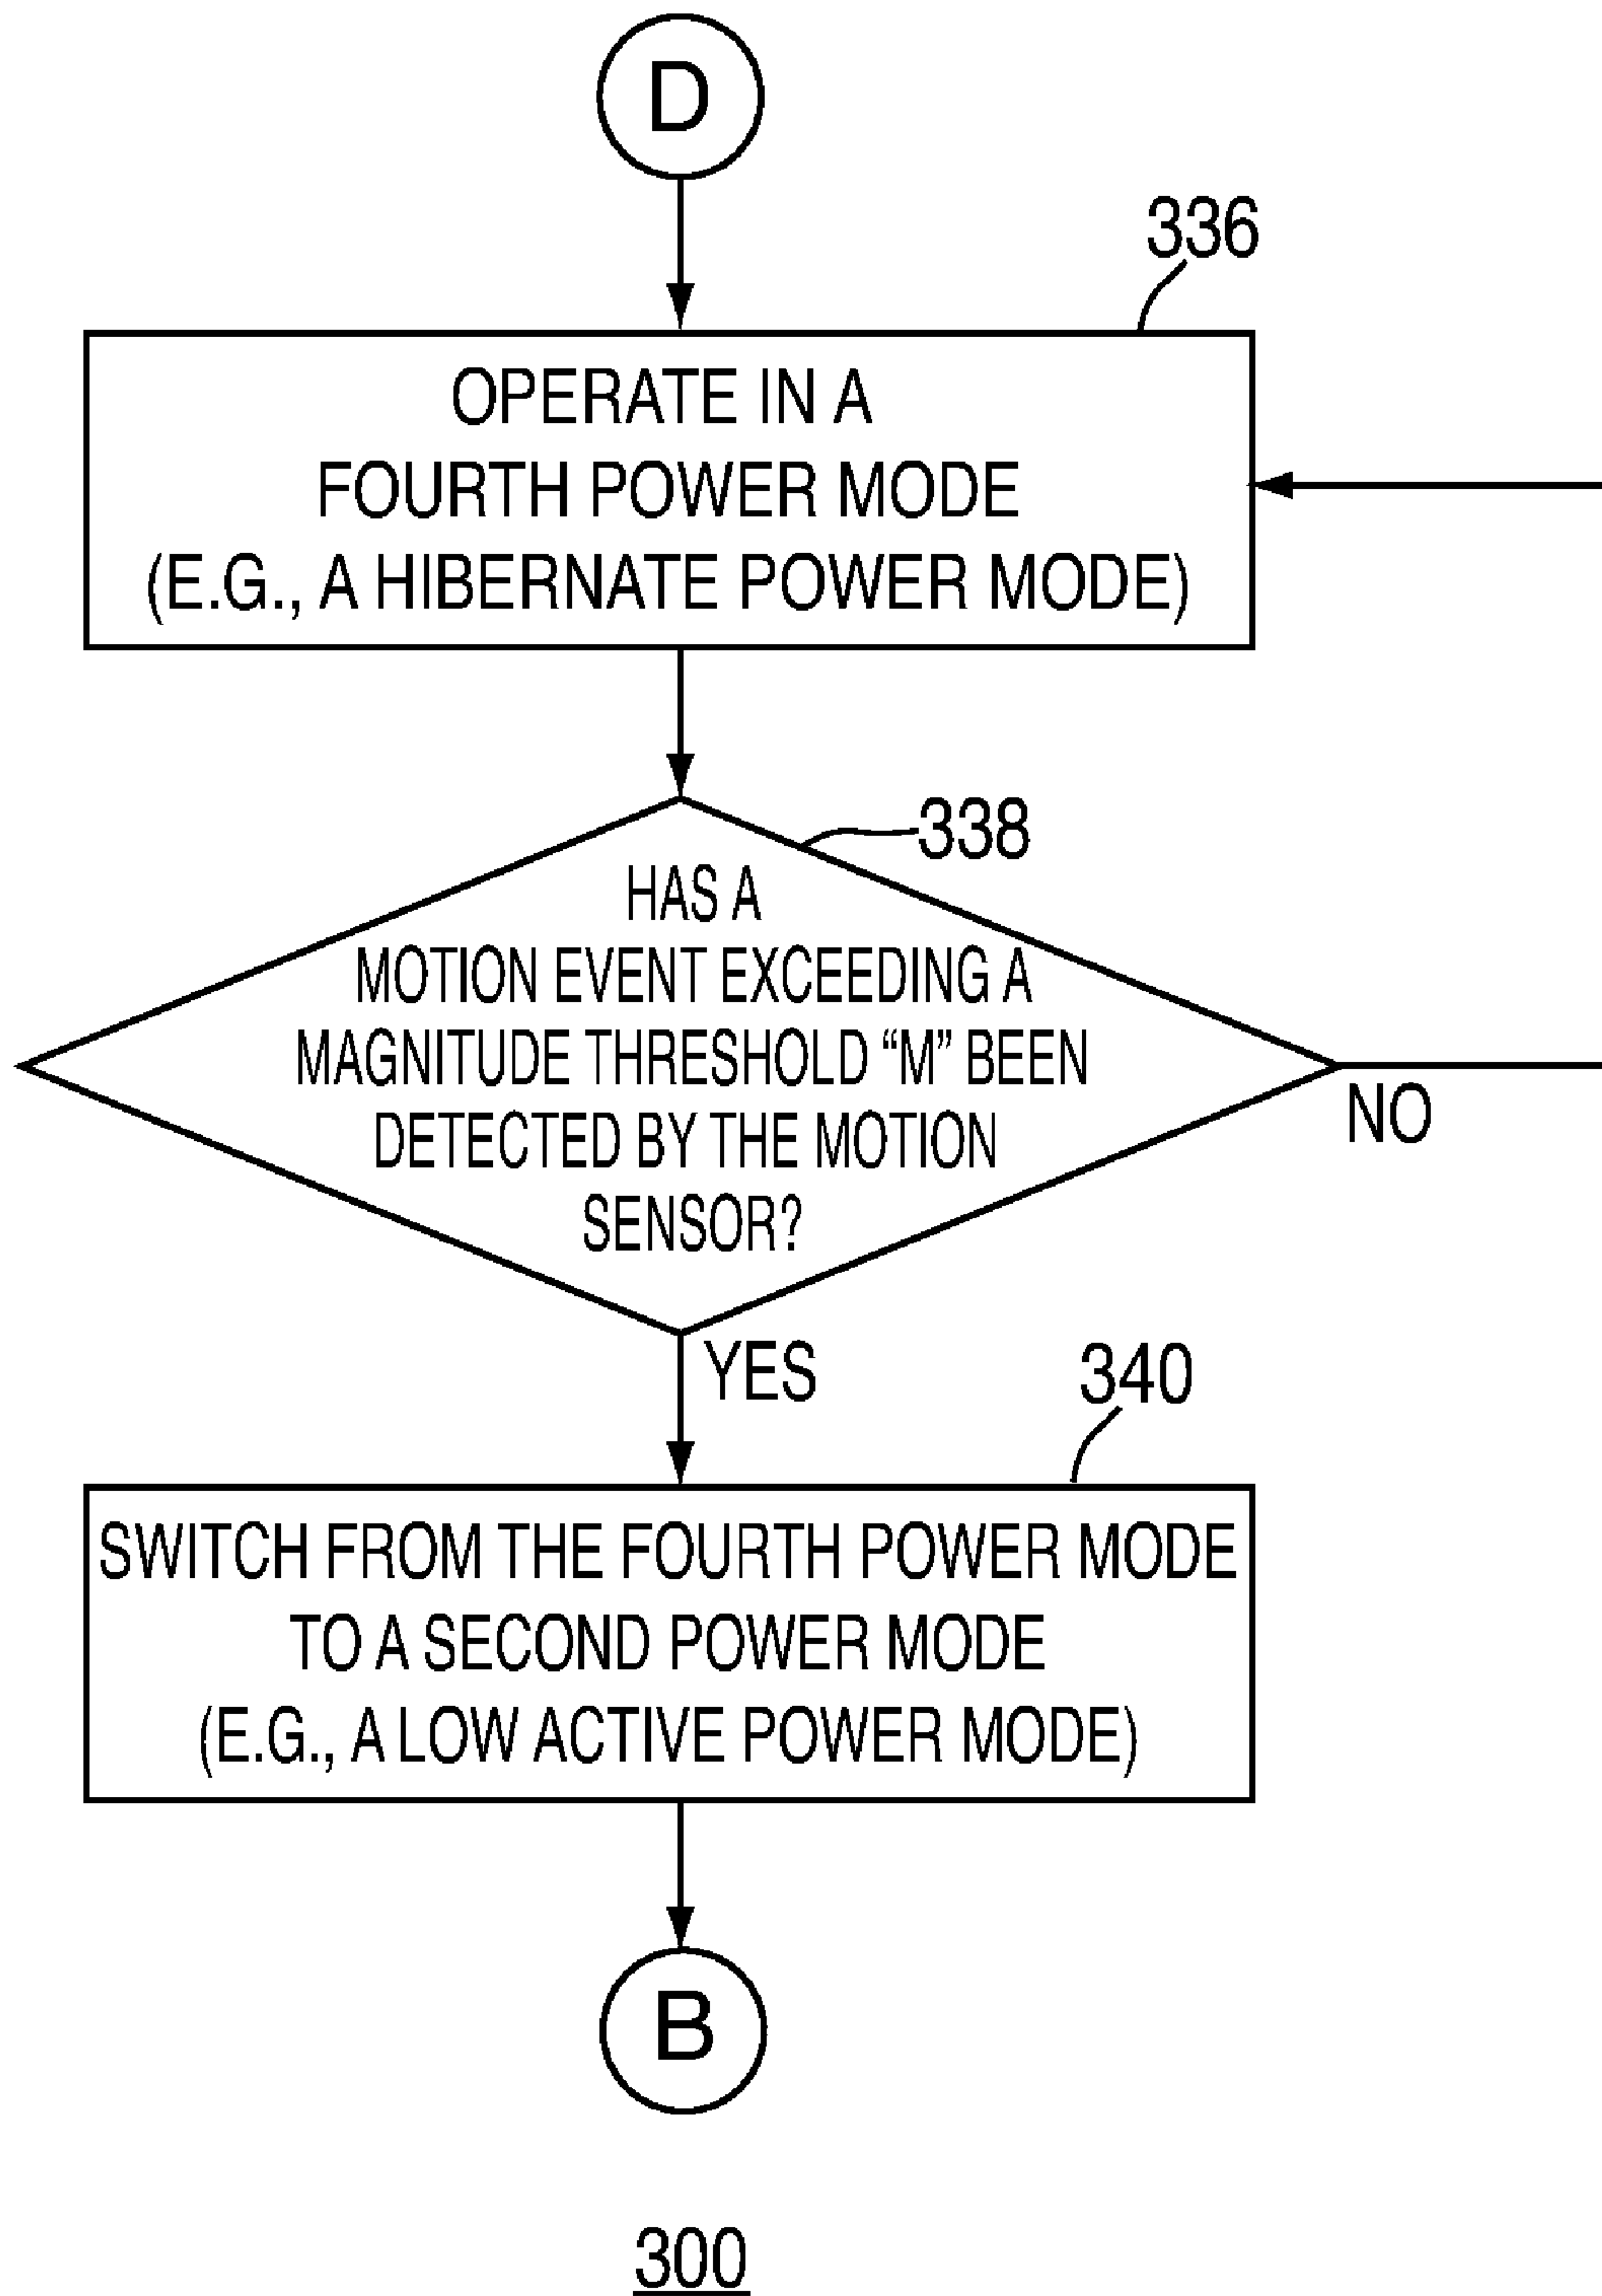 D
336
OPERATE IN A
FOURTH POWER MODE
(E.G., A HIBERNATE POWER MODE)
338
HAS A
MOTION EVENT EXCEEDING A
MAGNITUDE THRESHOLD “M” BEEN
DETECTED BY THE MOTION
SENSOR?
NO
YES
340
SWITCH FROM THE FOURTH POWER MODE
TO A SECOND POWER MODE
(E.G., A LOW ACTIVE POWER MODE)
B
300